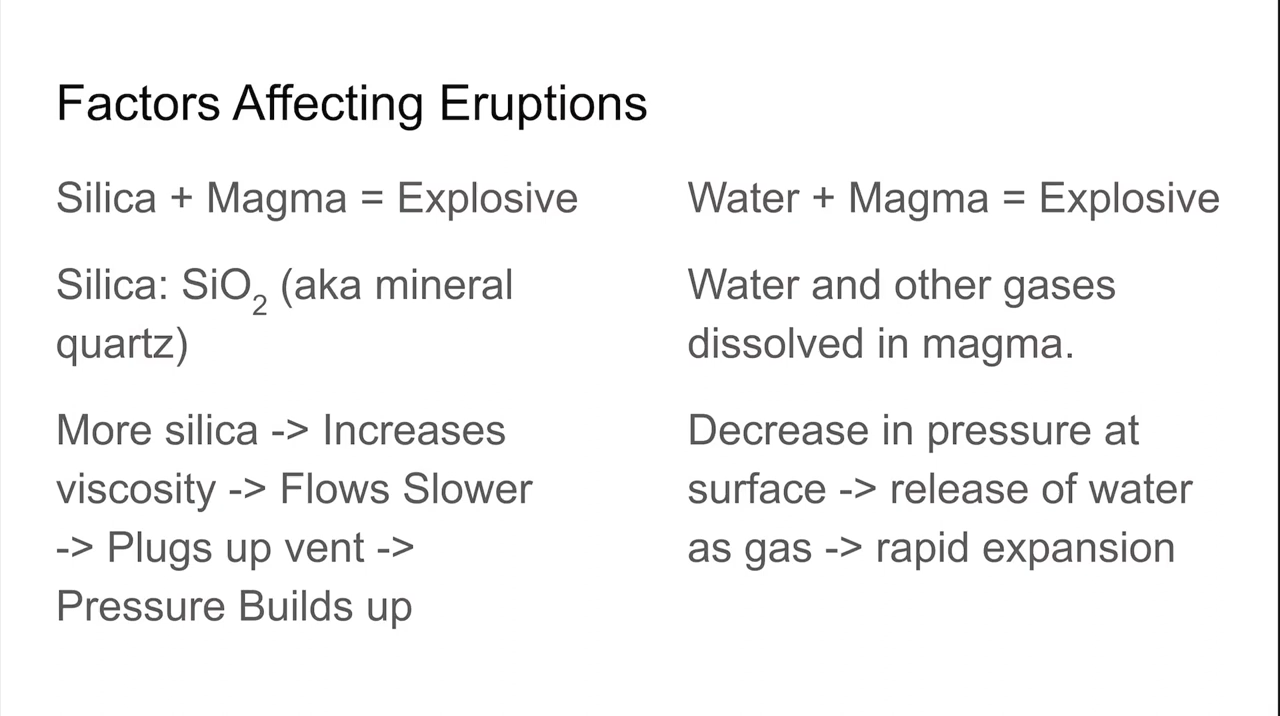 Factors Affecting Eruptions
Silica + Magma = Explosive
Silica: SiO₂ (aka mineral
quartz)
More silica -> Increases
viscosity -> Flows Slower
-> Plugs up vent ->
Pressure Builds up
Water + Magma = Explosive
Water and other gases
dissolved in magma.
Decrease in pressure at
surface -> release of water
as gas -> rapid expansion